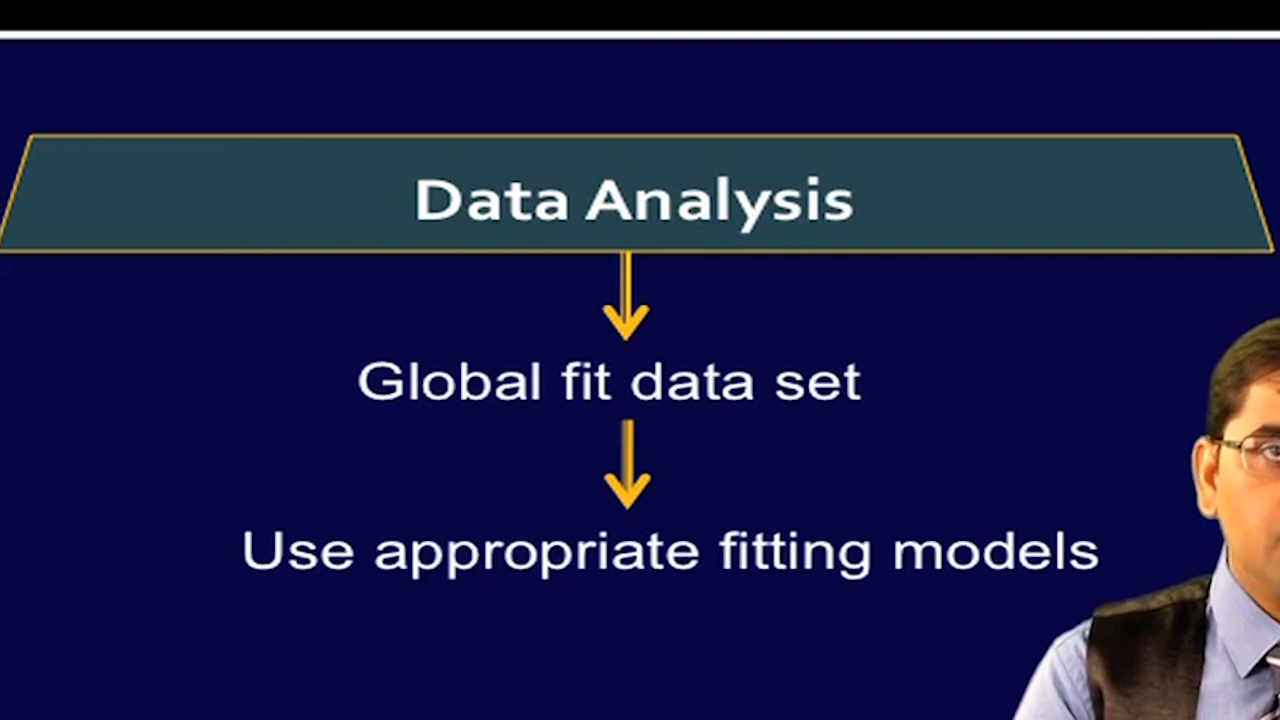 Data Analysis
Global fit data set
Use appropriate fitting models